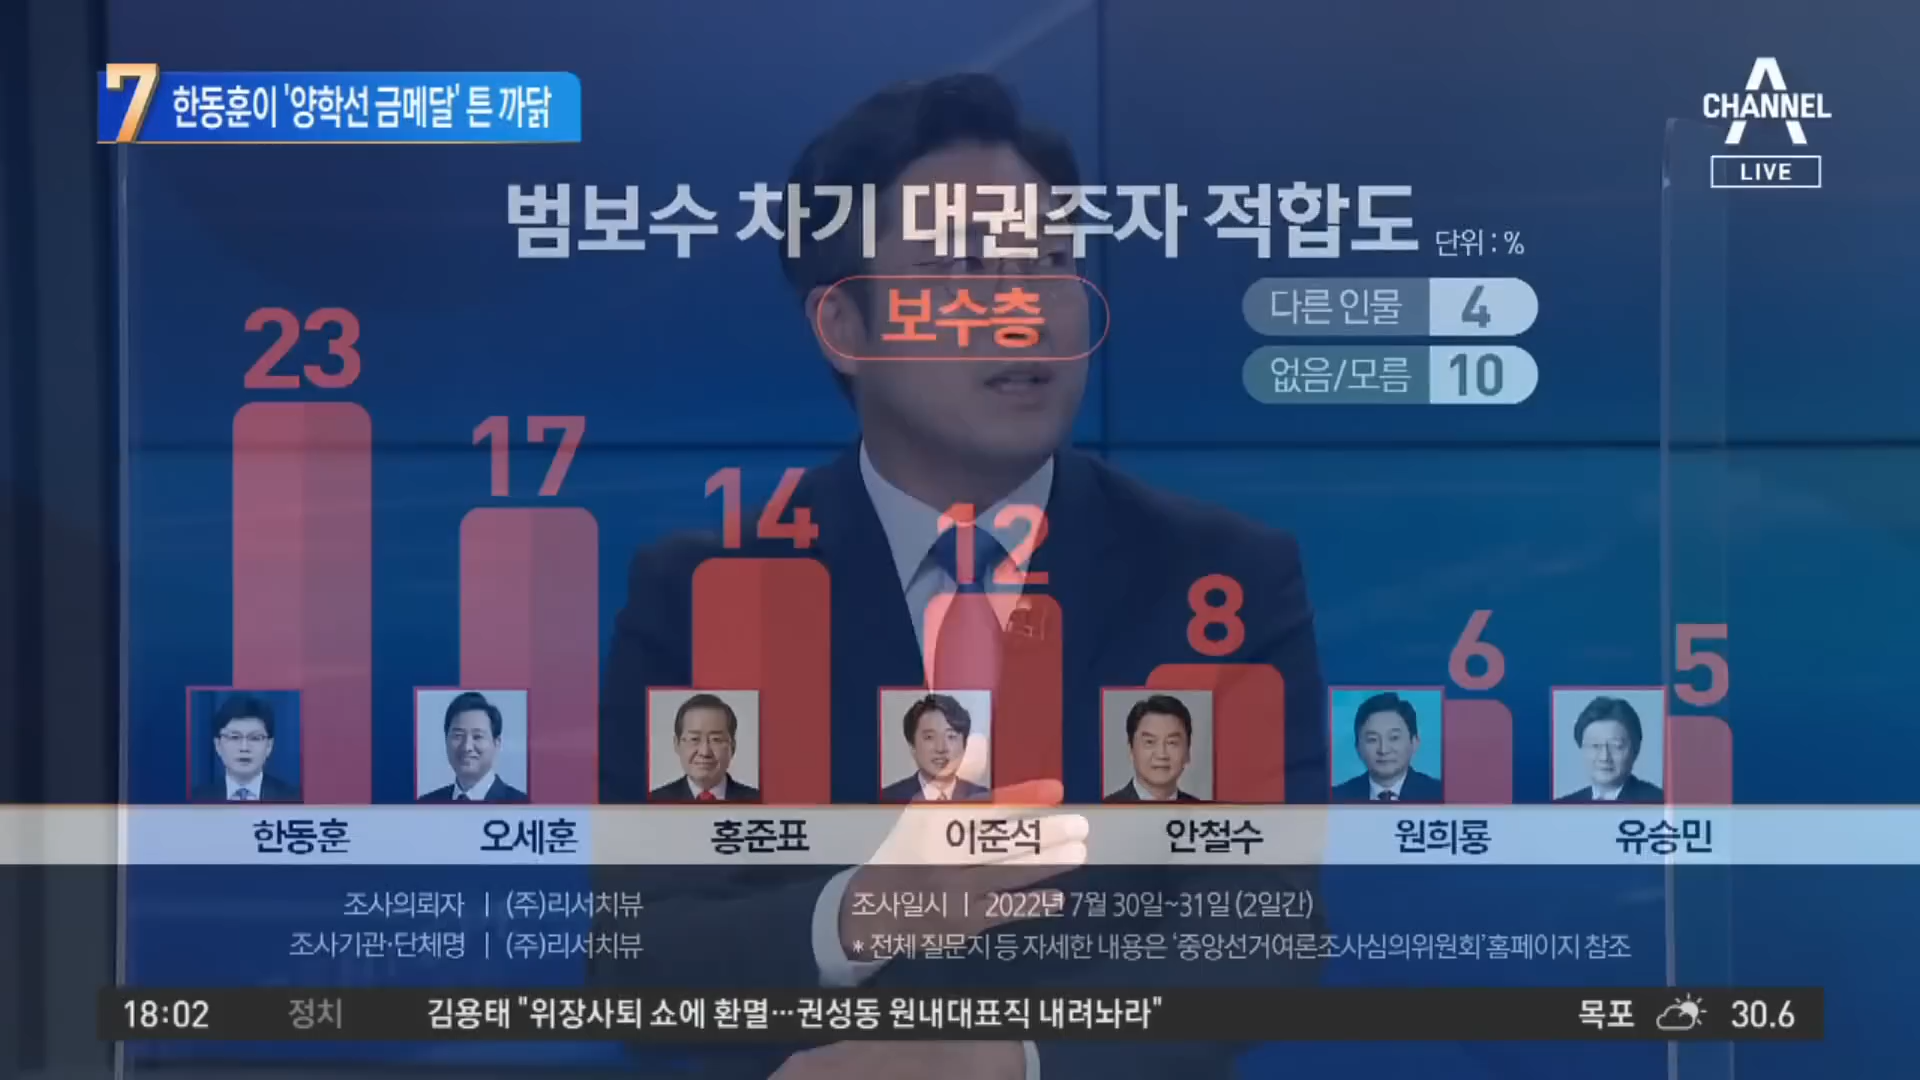 7 한동훈이 '양학선 금메달' 튼 까닭
CHANNEL A
LIVE
범보수 차기 대권주자 적합도 단위 : %
보수층
다른 인물 4
없음/모름 10
23
17
14
12
8
6
5
한동훈 오세훈 홍준표 이준석 안철수 원희룡 유승민
조사의뢰자 | (주)리서치뷰
조사기관·단체명 | (주)리서치뷰
조사일시 | 2022년 7월 30일~31일 (2일간)
* 전체 질문지 등 자세한 내용은 '중앙선거여론조사심의위원회' 홈페이지 참조
18:02 정치 김용태 "위장사퇴 쇼에 환멸…권성동 원내대표직 내려놔라" 목포 30.6